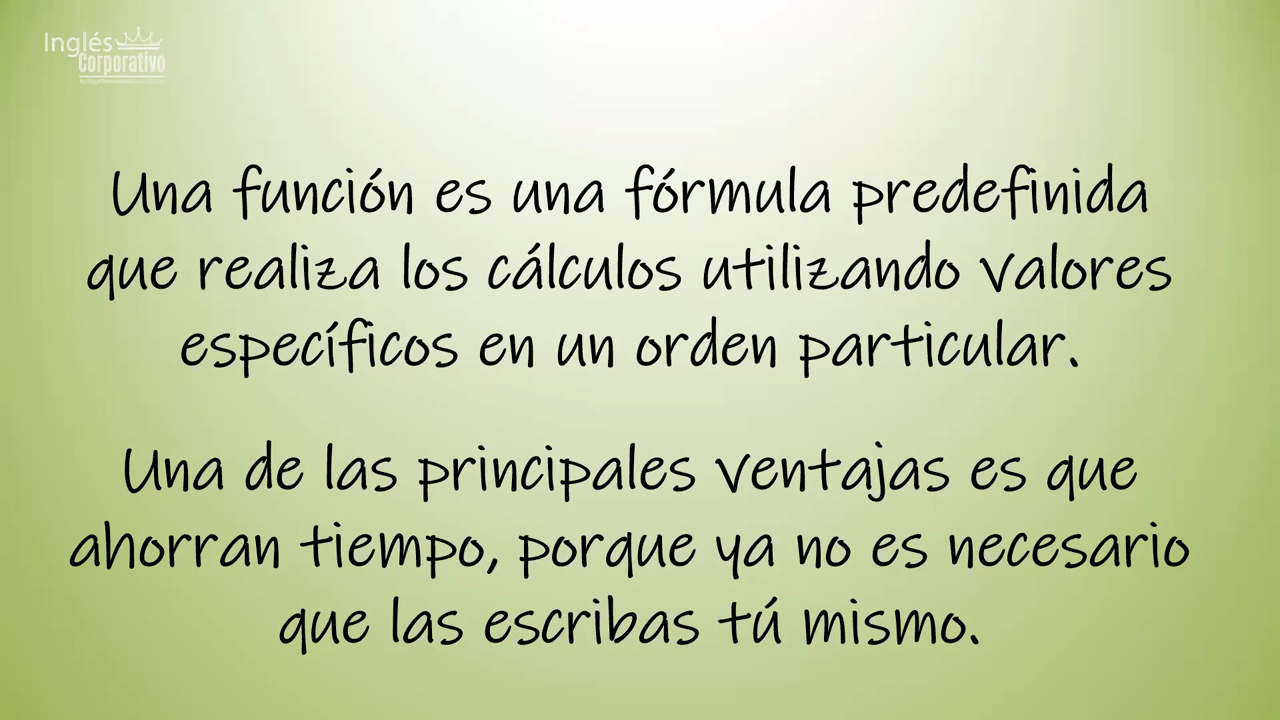 Inglés
Corporativo
Una función es una fórmula predefinida
que realiza los cálculos utilizando valores
específicos en un orden particular.
Una de las principales ventajas es que
ahorran tiempo, porque ya no es necesario
que las escribas tú mismo.